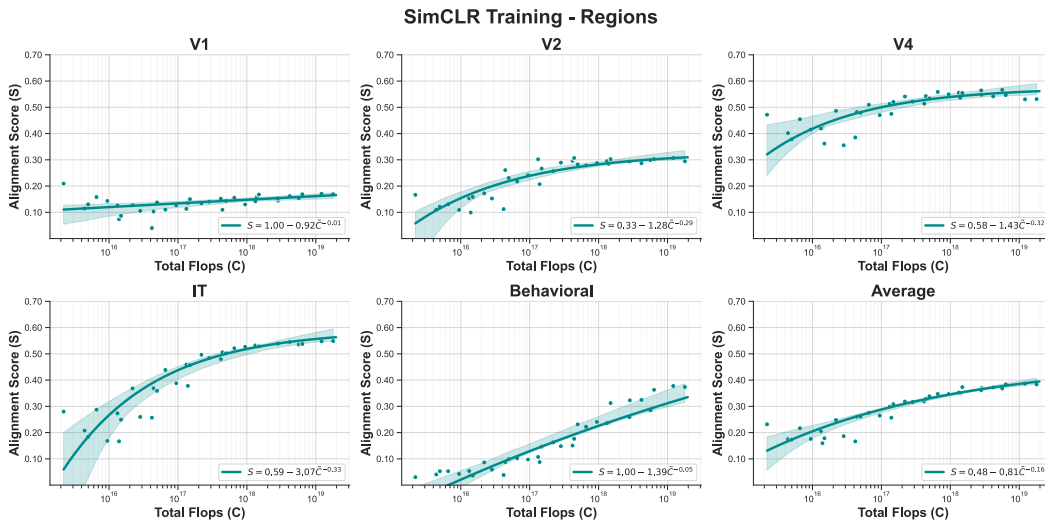 SimCLR Training - Regions
V1
Alignment Score (S)
0.70
0.60
0.50
0.40
0.30
0.20
0.10
10^16
10^17
10^18
10^19
Total Flops (C)
S = 1.00 − 0.92C̃^−0.01
V2
Alignment Score (S)
0.70
0.60
0.50
0.40
0.30
0.20
0.10
10^16
10^17
10^18
10^19
Total Flops (C)
S = 0.33 − 1.28C̃^−0.29
V4
Alignment Score (S)
0.70
0.60
0.50
0.40
0.30
0.20
0.10
10^16
10^17
10^18
10^19
Total Flops (C)
S = 0.58 − 1.43C̃^−0.32
IT
Alignment Score (S)
0.70
0.60
0.50
0.40
0.30
0.20
0.10
10^16
10^17
10^18
10^19
Total Flops (C)
S = 0.59 − 3.07C̃^−0.33
Behavioral
Alignment Score (S)
0.70
0.60
0.50
0.40
0.30
0.20
0.10
10^16
10^17
10^18
10^19
Total Flops (C)
S = 1.00 − 1.39C̃^−0.05
Average
Alignment Score (S)
0.70
0.60
0.50
0.40
0.30
0.20
0.10
10^16
10^17
10^18
10^19
Total Flops (C)
S = 0.48 − 0.81C̃^−0.16